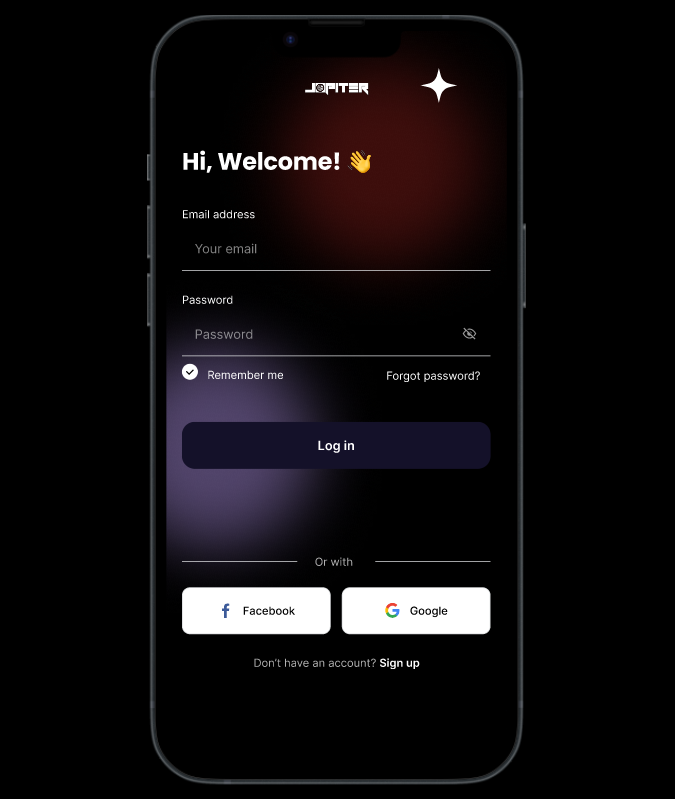 JOPITER
Hi, Welcome! 👋
Email address
Your email
Password
Password
Remember me Forgot password?
Log in
Or with
Facebook Google
Don't have an account? Sign up